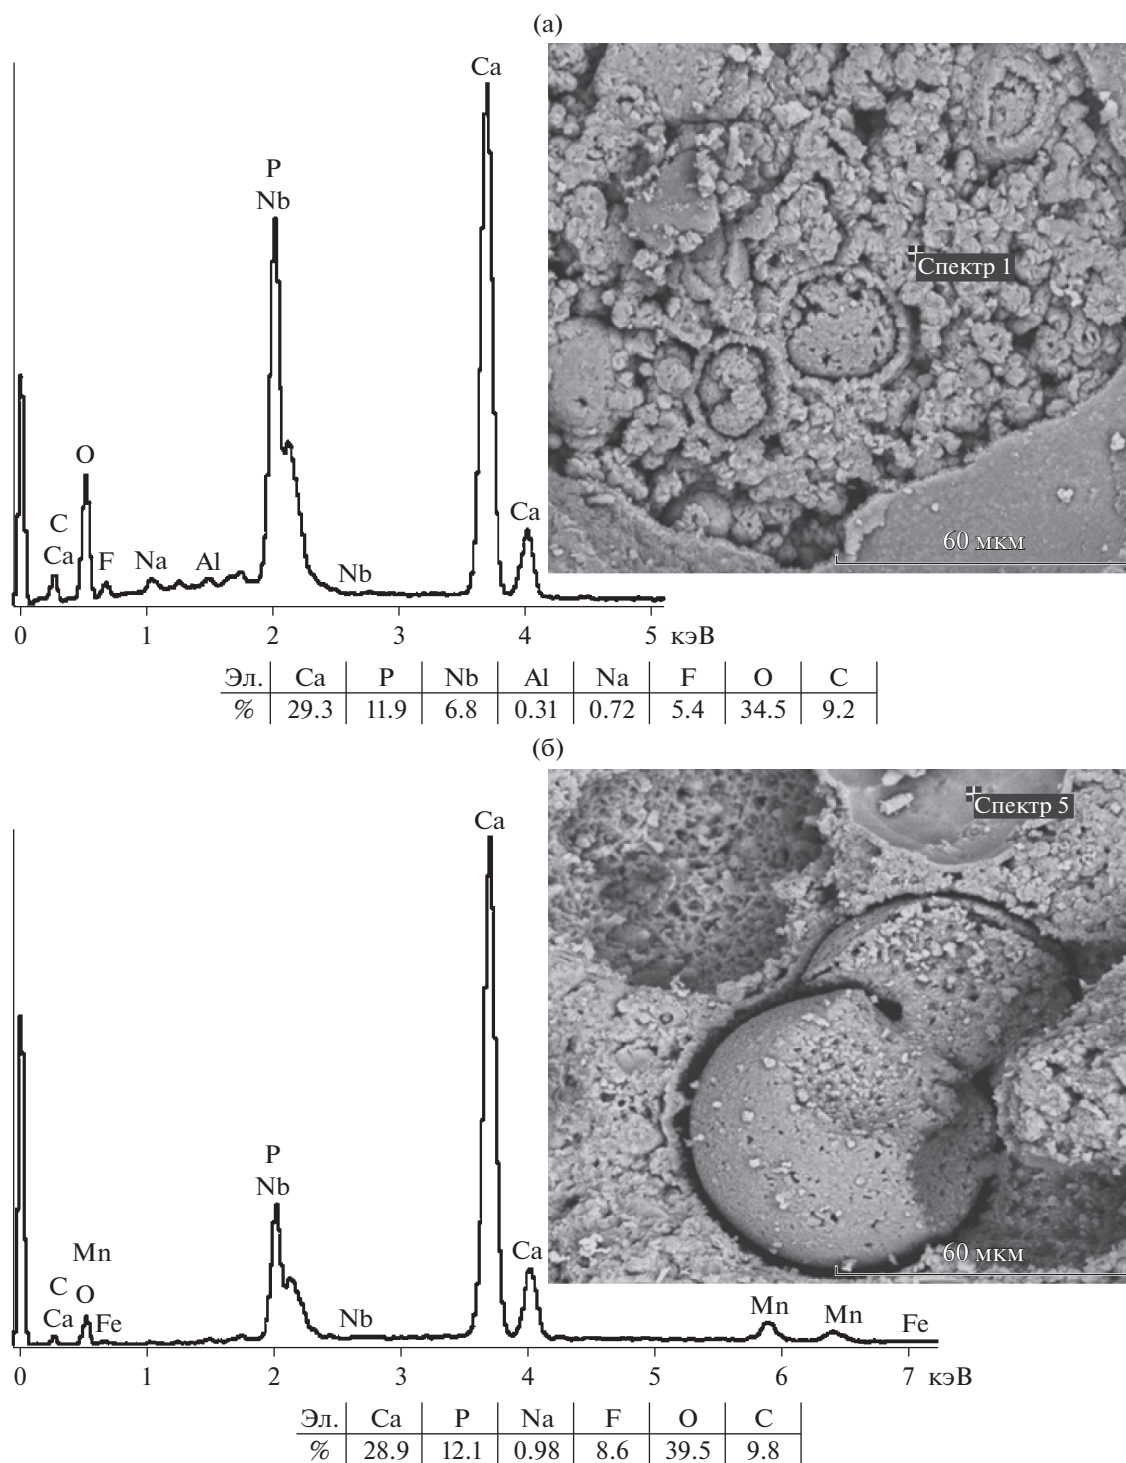 (а)
Ca
P
Nb
O
C
Ca
F
Na
Al
Nb
Ca
Спектр 1
60 мкм
0 1 2 3 4 5 кэВ
Эл. Ca P Nb Al Na F O C
% 29.3 11.9 6.8 0.31 0.72 5.4 34.5 9.2
(б)
Ca
P
Nb
Mn
C O
Ca Fe
Nb
Ca
Mn
Mn
Fe
Спектр 5
60 мкм
0 1 2 3 4 5 6 7 кэВ
Эл. Ca P Na F O C
% 28.9 12.1 0.98 8.6 39.5 9.8